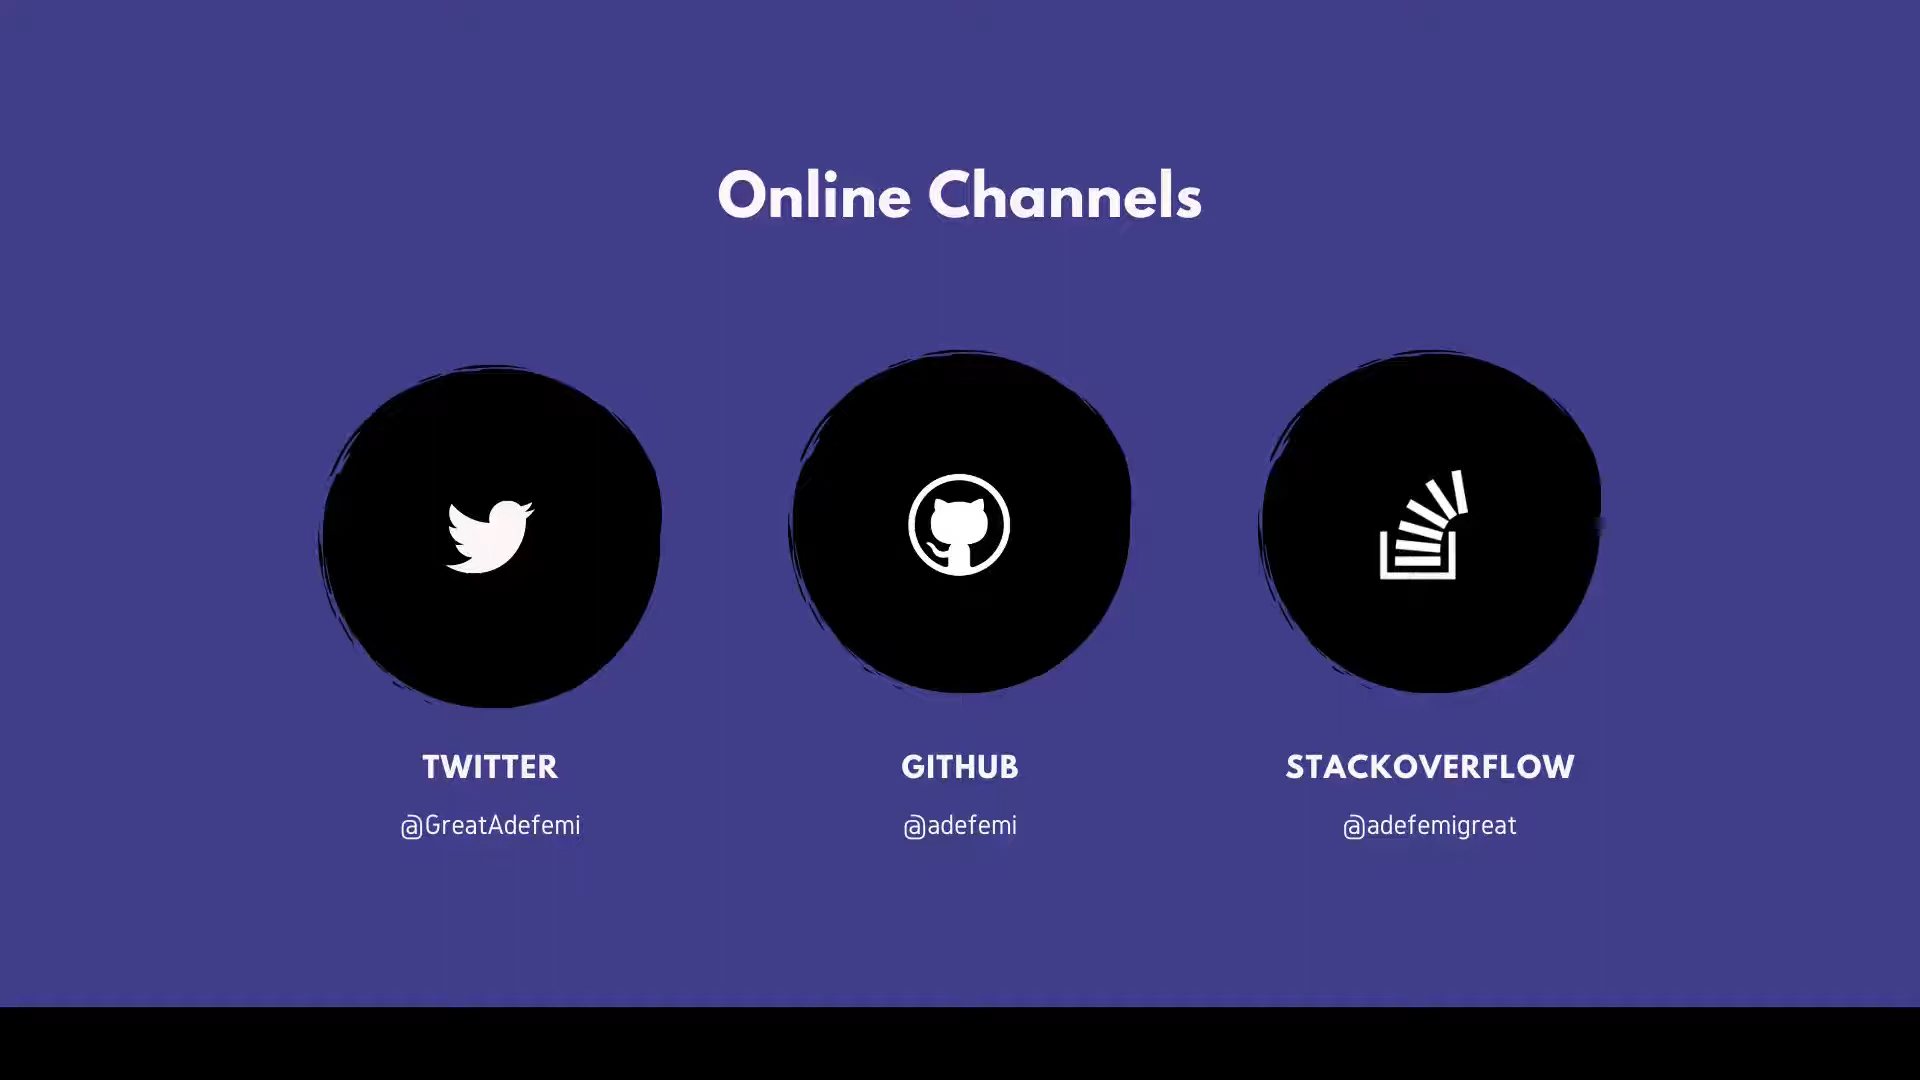 Online Channels
TWITTER
@GreatAdefemi
GITHUB
@adefemi
STACKOVERFLOW
@adefemigreat